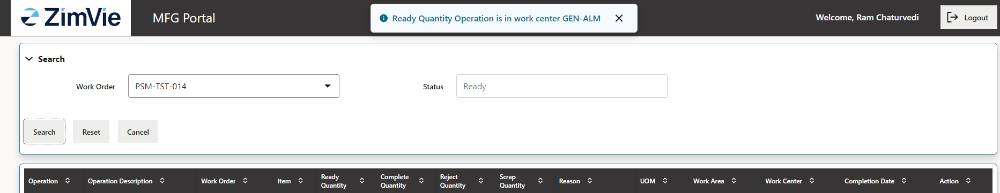 ZimVie
MFG Portal
Ready Quantity Operation is in work center GEN-ALM
Welcome, Ram Chaturvedi
Logout
Search
Work Order
PSM-TST-014
Status
Ready
Search
Reset
Cancel
Operation
Operation Description
Work Order
Item
Ready
Quantity
Complete
Quantity
Reject
Quantity
Scrap
Quantity
Reason
UOM
Work Area
Work Center
Completion Date
Action